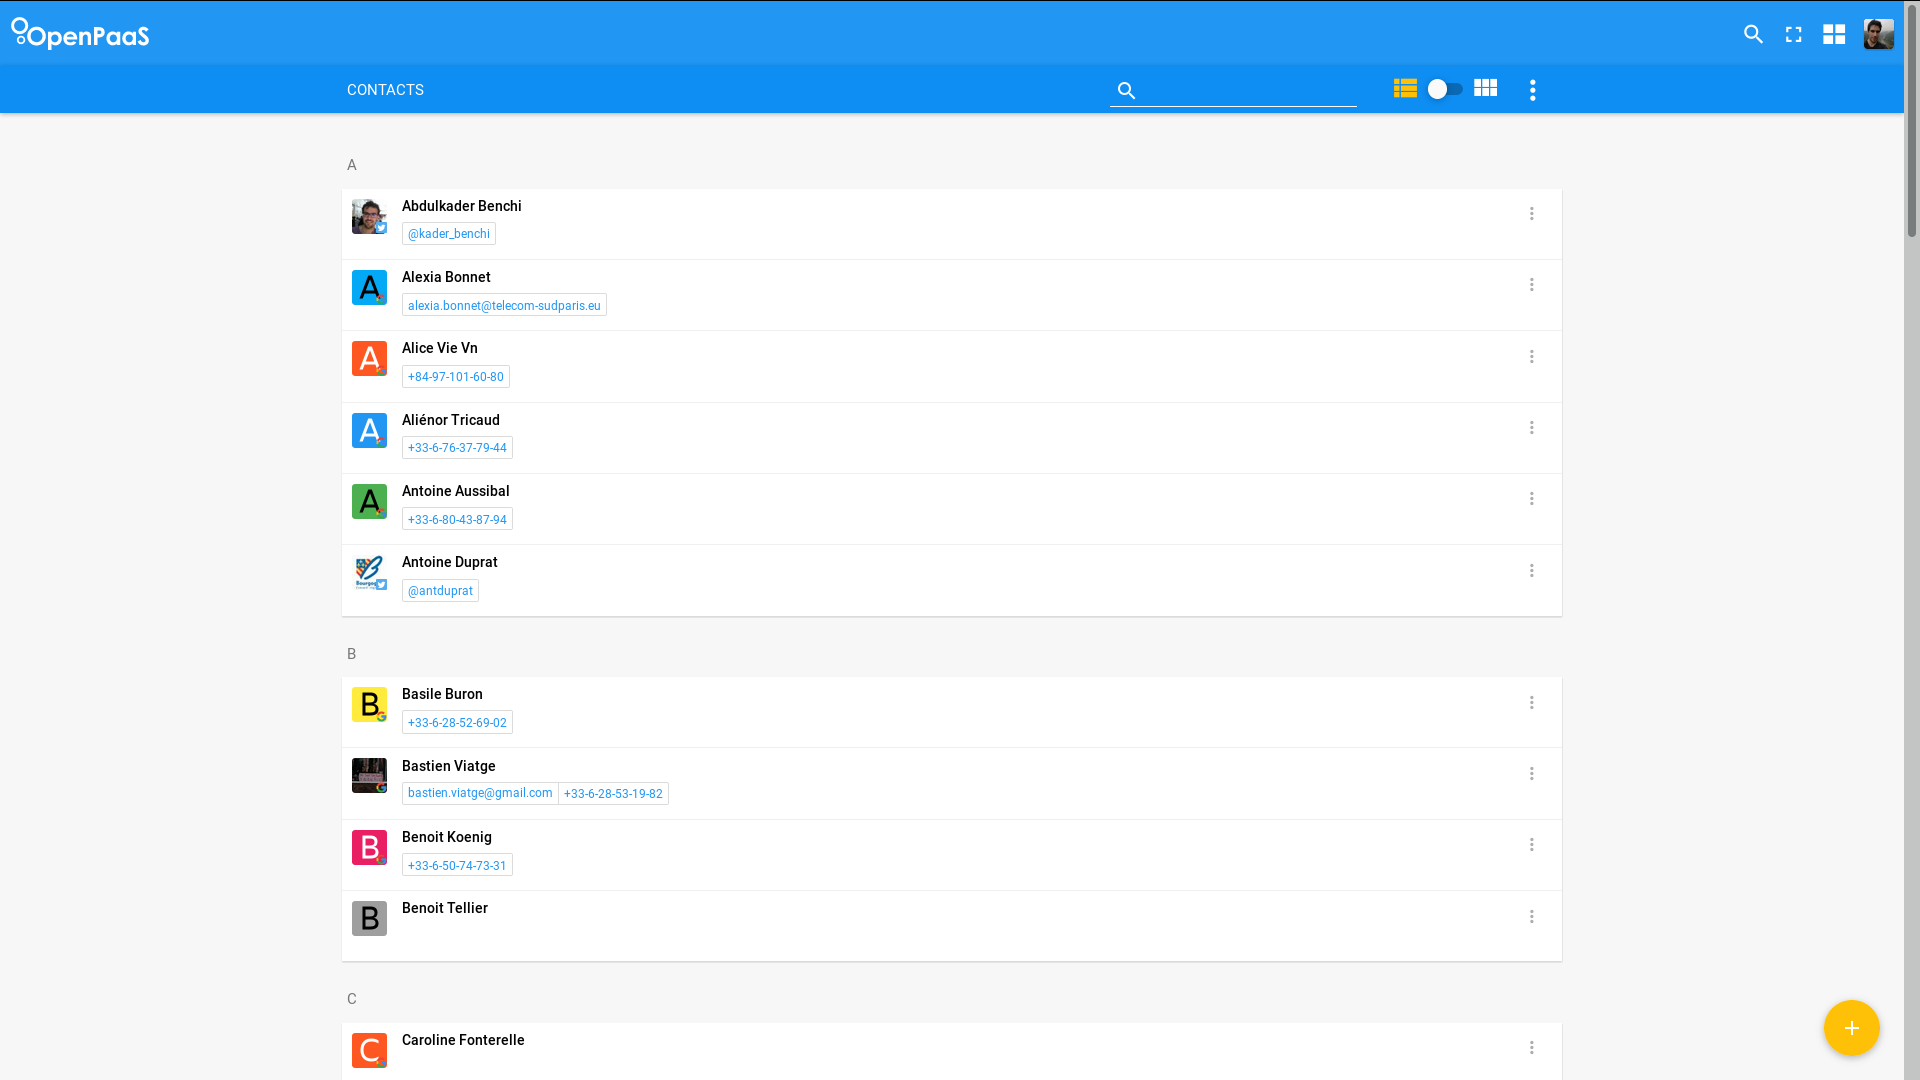 OpenPaaS
CONTACTS
A
Abdulkader Benchi
@kader_benchi
A
Alexia Bonnet
alexia.bonnet@telecom-sudparis.eu
A
Alice Vie Vn
+84-97-101-60-80
A
Aliénor Tricaud
+33-6-76-37-79-44
A
Antoine Aussibal
+33-6-80-43-87-94
Antoine Duprat
@antduprat
B
B
Basile Buron
+33-6-28-52-69-02
Bastien Viatge
bastien.viatge@gmail.com +33-6-28-53-19-82
B
Benoit Koenig
+33-6-50-74-73-31
B
Benoit Tellier
C
C
Caroline Fonterelle